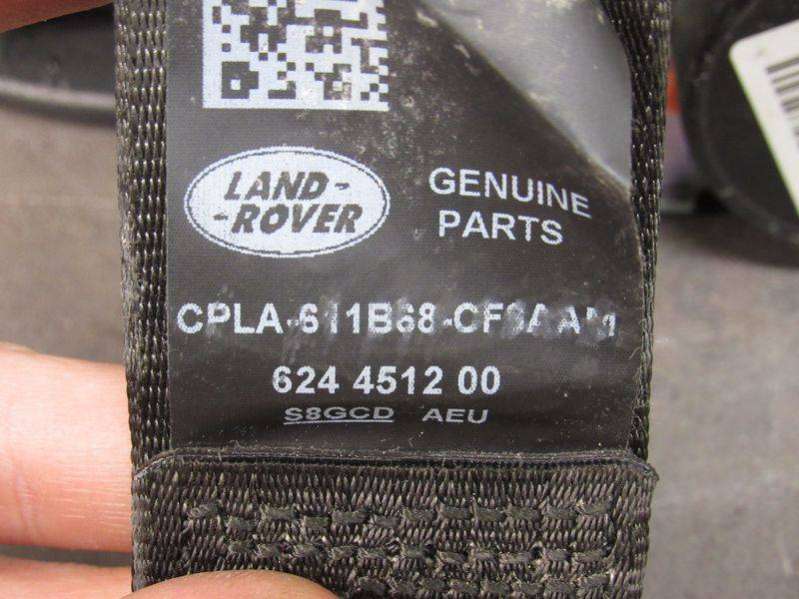 LAND-
-ROVER
GENUINE
PARTS
624 4512 00
S8GCD AEU